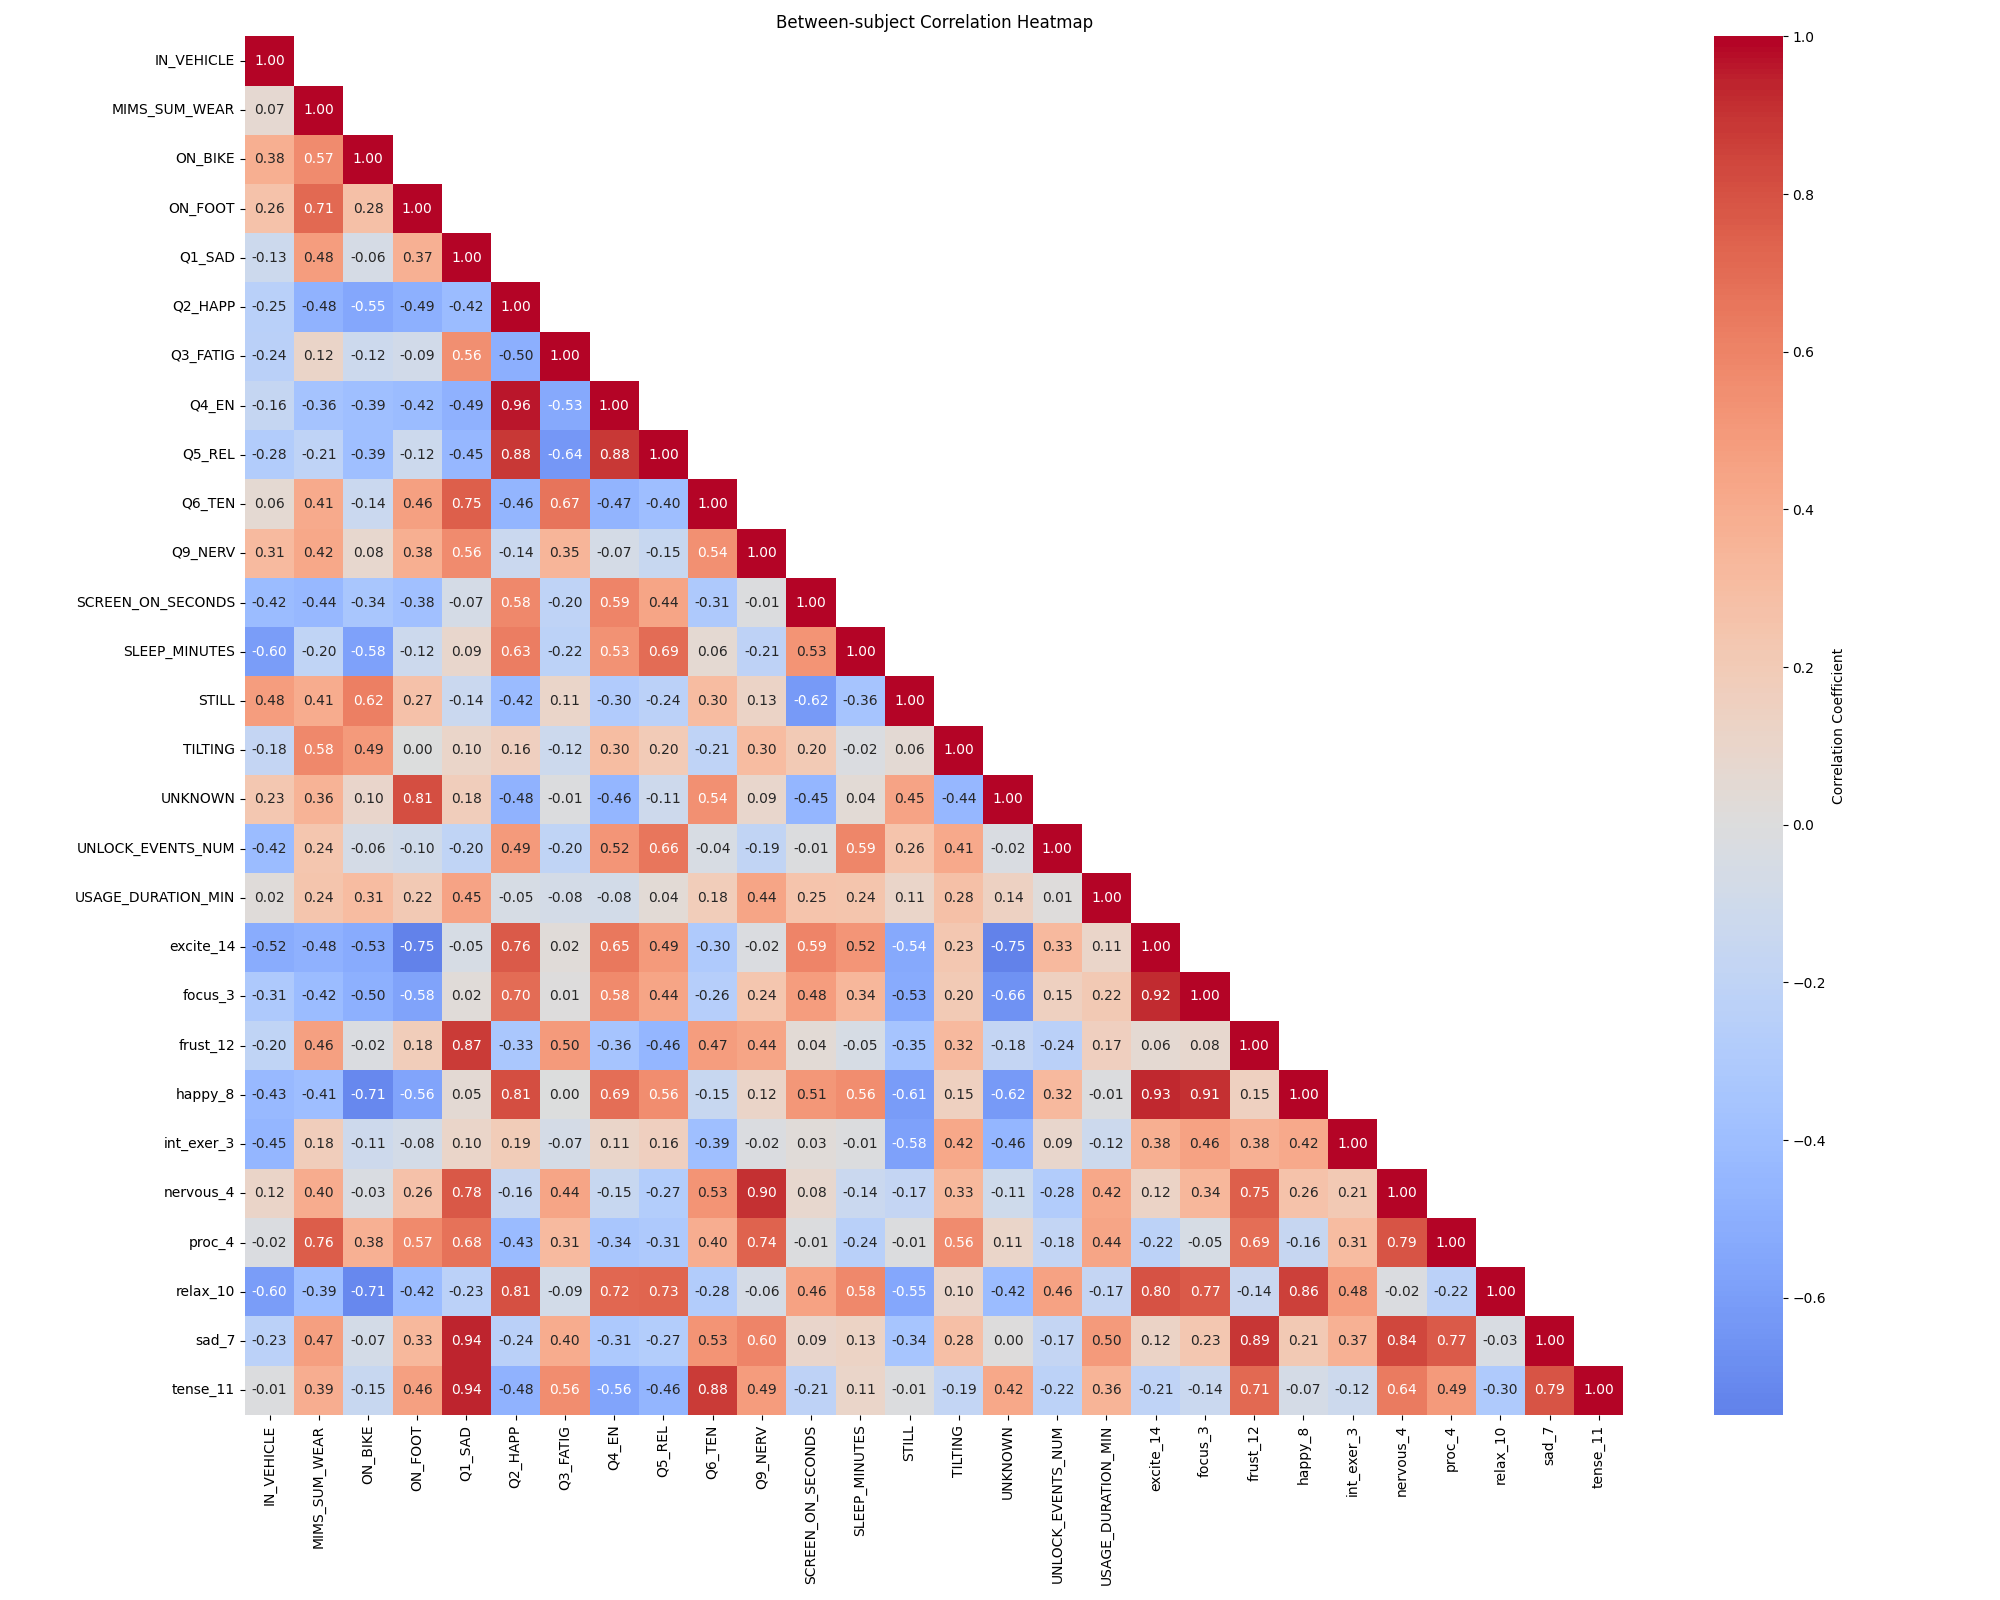 Between-subject Correlation Heatmap
IN_VEHICLE 1.00
MIMS_SUM_WEAR 0.07 1.00
ON_BIKE 0.38 0.57 1.00
ON_FOOT 0.26 0.71 0.28 1.00
Q1_SAD -0.13 0.48 -0.06 0.37 1.00
Q2_HAPP -0.25 -0.48 -0.55 -0.49 -0.42 1.00
Q3_FATIG -0.24 0.12 -0.12 -0.09 0.56 -0.50 1.00
Q4_EN -0.16 -0.36 -0.39 -0.42 -0.49 0.96 -0.53 1.00
Q5_REL -0.28 -0.21 -0.39 -0.12 -0.45 0.88 -0.64 0.88 1.00
Q6_TEN 0.06 0.41 -0.14 0.46 0.75 -0.46 0.67 -0.47 -0.40 1.00
Q9_NERV 0.31 0.42 0.08 0.38 0.56 -0.14 0.35 -0.07 -0.15 0.54 1.00
SCREEN_ON_SECONDS -0.42 -0.44 -0.34 -0.38 -0.07 0.58 -0.20 0.59 0.44 -0.31 -0.01 1.00
SLEEP_MINUTES -0.60 -0.20 -0.58 -0.12 0.09 0.63 -0.22 0.53 0.69 0.06 -0.21 0.53 1.00
STILL 0.48 0.41 0.62 0.27 -0.14 -0.42 0.11 -0.30 -0.24 0.30 0.13 -0.62 -0.36 1.00
TILTING -0.18 0.58 0.49 0.00 0.10 0.16 -0.12 0.30 0.20 -0.21 0.30 0.20 -0.02 0.06 1.00
UNKNOWN 0.23 0.36 0.10 0.81 0.18 -0.48 -0.01 -0.46 -0.11 0.54 0.09 -0.45 0.04 0.45 -0.44 1.00
UNLOCK_EVENTS_NUM -0.42 0.24 -0.06 -0.10 -0.20 0.49 -0.20 0.52 0.66 -0.04 -0.19 -0.01 0.59 0.26 0.41 -0.02 1.00
USAGE_DURATION_MIN 0.02 0.24 0.31 0.22 0.45 -0.05 -0.08 -0.08 0.04 0.18 0.44 0.25 0.24 0.11 0.28 0.14 0.01 1.00
excite_14 -0.52 -0.48 -0.53 -0.75 -0.05 0.76 0.02 0.65 0.49 -0.30 -0.02 0.59 0.52 -0.54 0.23 -0.75 0.33 0.11 1.00
focus_3 -0.31 -0.42 -0.50 -0.58 0.02 0.70 0.01 0.58 0.44 -0.26 0.24 0.48 0.34 -0.53 0.20 -0.66 0.15 0.22 0.92 1.00
frust_12 -0.20 0.46 -0.02 0.18 0.87 -0.33 0.50 -0.36 -0.46 0.47 0.44 0.04 -0.05 -0.35 0.32 -0.18 -0.24 0.17 0.06 0.08 1.00
happy_8 -0.43 -0.41 -0.71 -0.56 0.05 0.81 0.00 0.69 0.56 -0.15 0.12 0.51 0.56 -0.61 0.15 -0.62 0.32 -0.01 0.93 0.91 0.15 1.00
int_exer_3 -0.45 0.18 -0.11 -0.08 0.10 0.19 -0.07 0.11 0.16 -0.39 -0.02 0.03 -0.01 -0.58 0.42 -0.46 0.09 -0.12 0.38 0.46 0.38 0.42 1.00
nervous_4 0.12 0.40 -0.03 0.26 0.78 -0.16 0.44 -0.15 -0.27 0.53 0.90 0.08 -0.14 -0.17 0.33 -0.11 -0.28 0.42 0.12 0.34 0.75 0.26 0.21 1.00
proc_4 -0.02 0.76 0.38 0.57 0.68 -0.43 0.31 -0.34 -0.31 0.40 0.74 -0.01 -0.24 -0.01 0.56 0.11 -0.18 0.44 -0.22 -0.05 0.69 -0.16 0.31 0.79 1.00
relax_10 -0.60 -0.39 -0.71 -0.42 -0.23 0.81 -0.09 0.72 0.73 -0.28 -0.06 0.46 0.58 -0.55 0.10 -0.42 0.46 -0.17 0.80 0.77 -0.14 0.86 0.48 -0.02 -0.22 1.00
sad_7 -0.23 0.47 -0.07 0.33 0.94 -0.24 0.40 -0.31 -0.27 0.53 0.60 0.09 0.13 -0.34 0.28 0.00 -0.17 0.50 0.12 0.23 0.89 0.21 0.37 0.84 0.77 -0.03 1.00
tense_11 -0.01 0.39 -0.15 0.46 0.94 -0.48 0.56 -0.56 -0.46 0.88 0.49 -0.21 0.11 -0.01 -0.19 0.42 -0.22 0.36 -0.21 -0.14 0.71 -0.07 -0.12 0.64 0.49 -0.30 0.79 1.00
IN_VEHICLE
MIMS_SUM_WEAR
ON_BIKE
ON_FOOT
Q1_SAD
Q2_HAPP
Q3_FATIG
Q4_EN
Q5_REL
Q6_TEN
Q9_NERV
SCREEN_ON_SECONDS
SLEEP_MINUTES
STILL
TILTING
UNKNOWN
UNLOCK_EVENTS_NUM
USAGE_DURATION_MIN
excite_14
focus_3
frust_12
happy_8
int_exer_3
nervous_4
proc_4
relax_10
sad_7
tense_11
1.0
0.8
0.6
0.4
0.2
0.0
−0.2
−0.4
−0.6
Correlation Coefficient